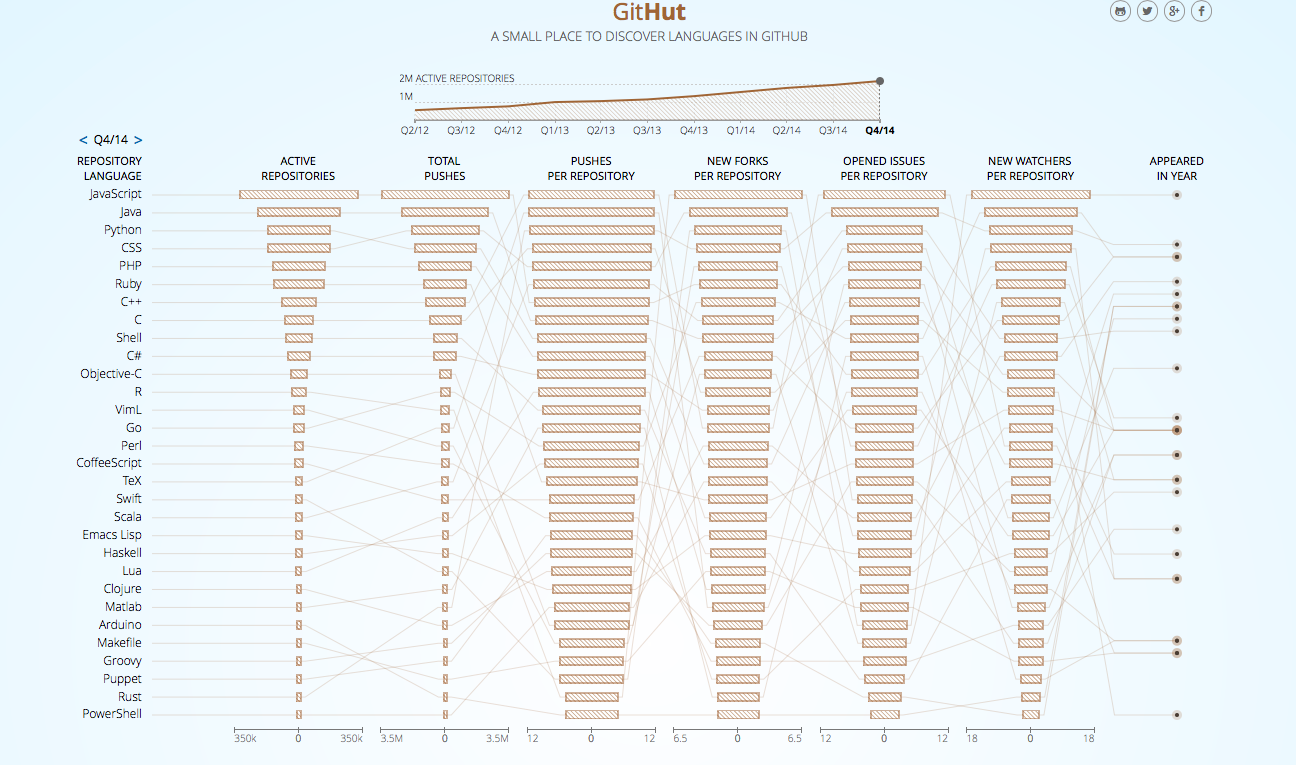 GitHut
A SMALL PLACE TO DISCOVER LANGUAGES IN GITHUB
2M ACTIVE REPOSITORIES
1M
Q2/12 Q3/12 Q4/12 Q1/13 Q2/13 Q3/13 Q4/13 Q1/14 Q2/14 Q3/14 Q4/14
< Q4/14 >
REPOSITORY ACTIVE TOTAL PUSHES NEW FORKS OPENED ISSUES NEW WATCHERS APPEARED
LANGUAGE REPOSITORIES PUSHES PER REPOSITORY PER REPOSITORY PER REPOSITORY PER REPOSITORY IN YEAR
JavaScript
Java
Python
CSS
PHP
Ruby
C++
C
Shell
C#
Objective-C
R
VimL
Go
Perl
CoffeeScript
TeX
Swift
Scala
Emacs Lisp
Haskell
Lua
Clojure
Matlab
Arduino
Makefile
Groovy
Puppet
Rust
PowerShell
350k 0 350k 3.5M 0 3.5M 12 0 12 6.5 0 6.5 12 0 12 18 0 18